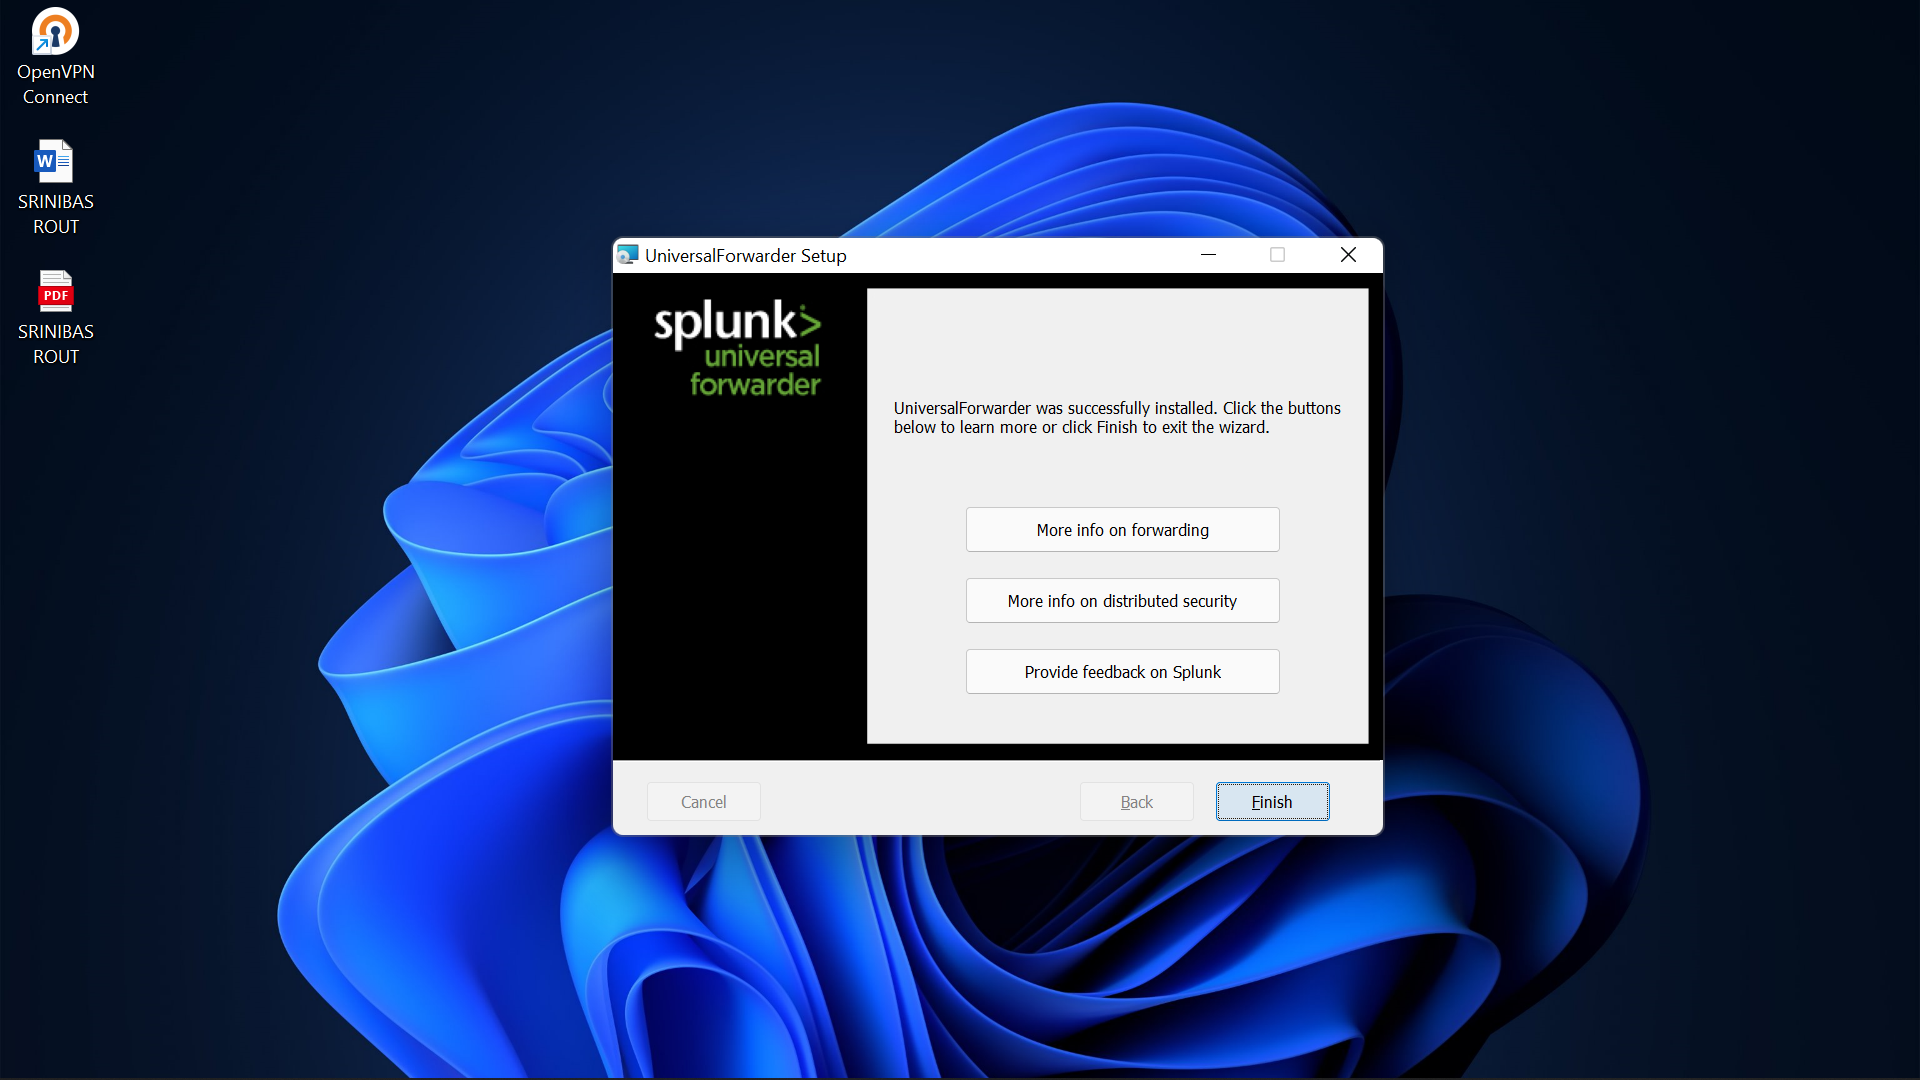 OpenVPN
Connect
W
SRINIBAS
ROUT
PDF
SRINIBAS
ROUT
UniversalForwarder Setup
splunk>
universal
forwarder
UniversalForwarder was successfully installed. Click the buttons
below to learn more or click Finish to exit the wizard.
More info on forwarding
More info on distributed security
Provide feedback on Splunk
Cancel
Back
Finish